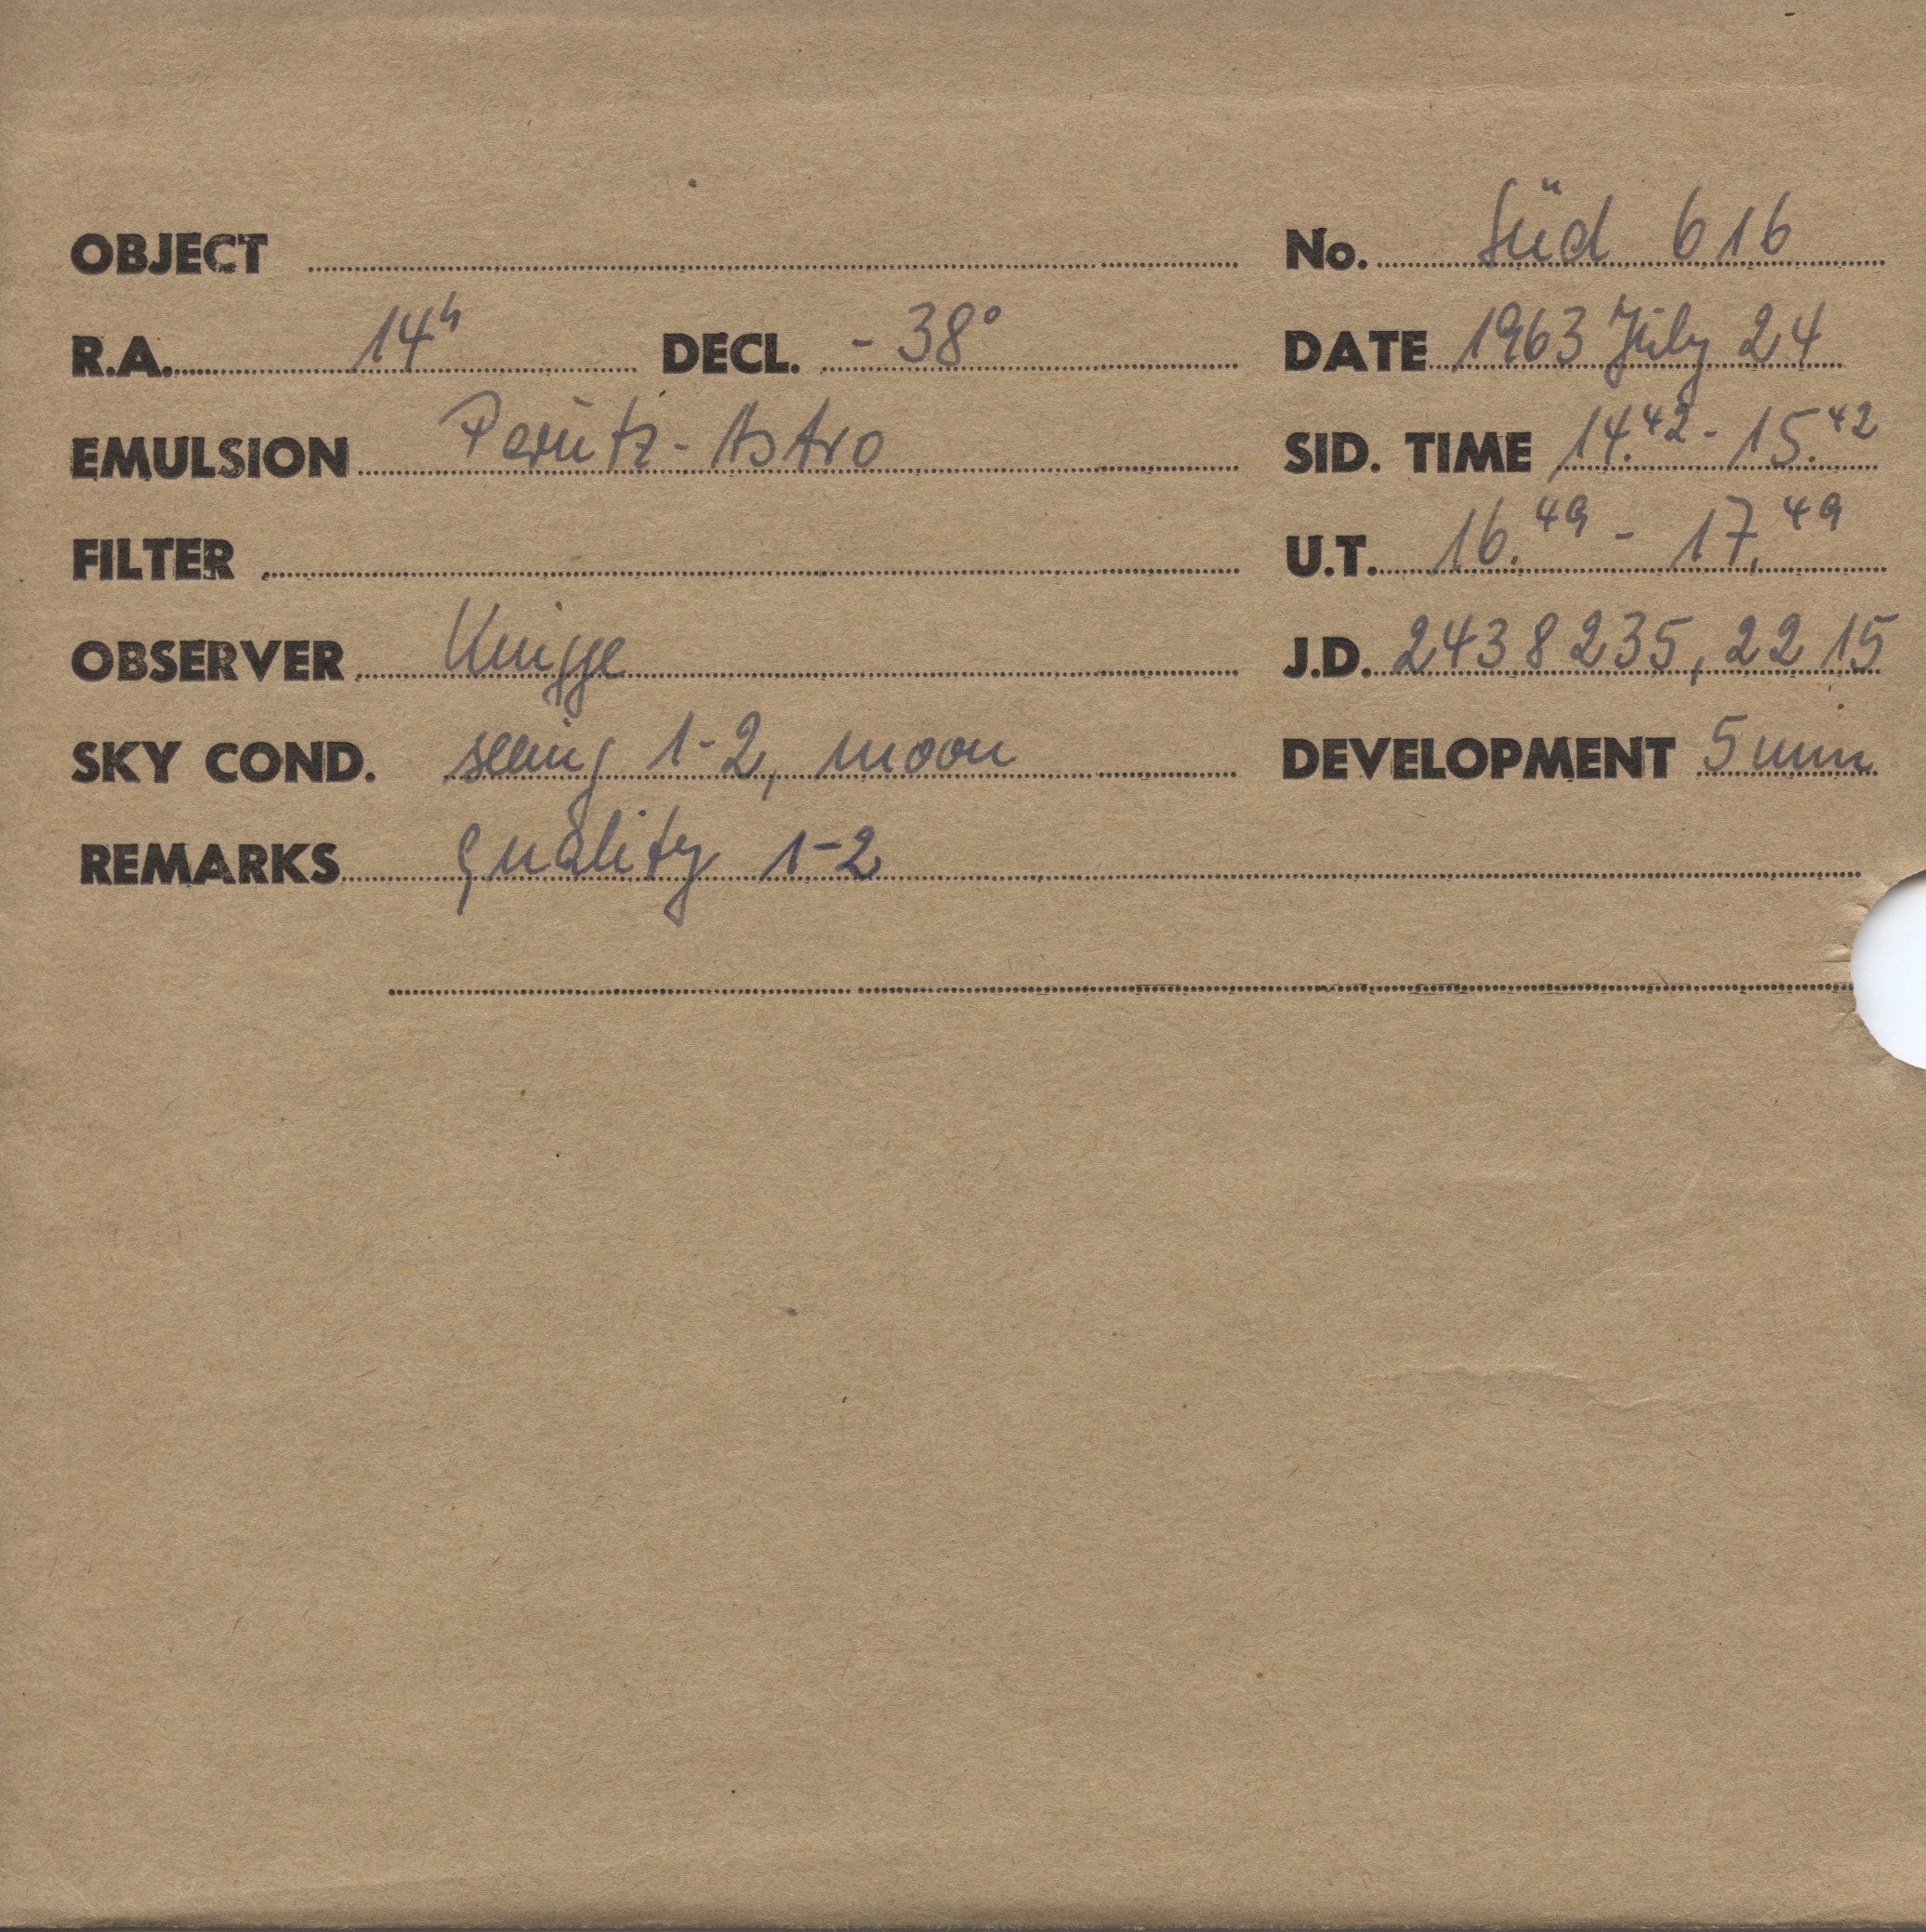 OBJECT No. Süd 616
R.A. 14h DECL. - 38° DATE 1963 July 24
EMULSION Perutz-Astro SID. TIME 14.42 - 15.42
FILTER U.T. 16.49 - 17.49
OBSERVER Knigge J.D. 2438235,2215
SKY COND. seeing 1-2, moon DEVELOPMENT 5 min
REMARKS quality 1-2